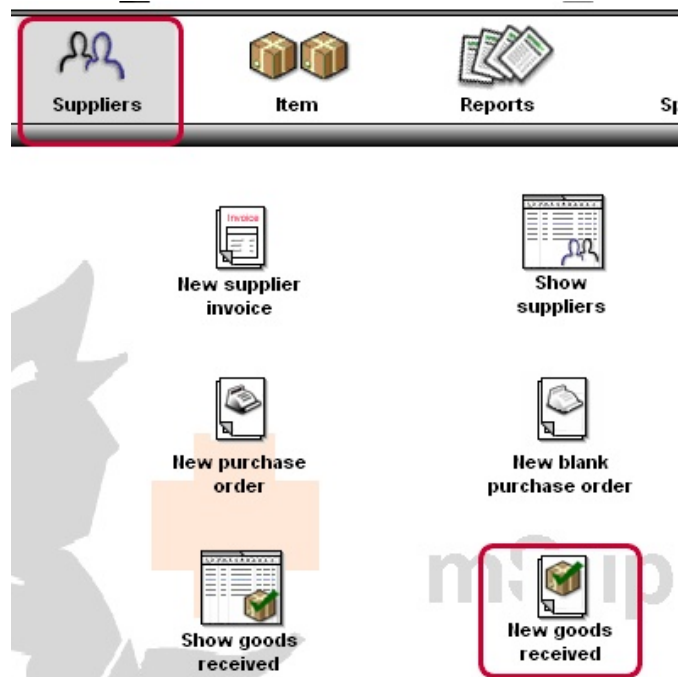 Suppliers
Item
Reports
Sp
Invoice
New supplier
invoice
Show
suppliers
New purchase
order
New blank
purchase order
Show goods
received
New goods
received